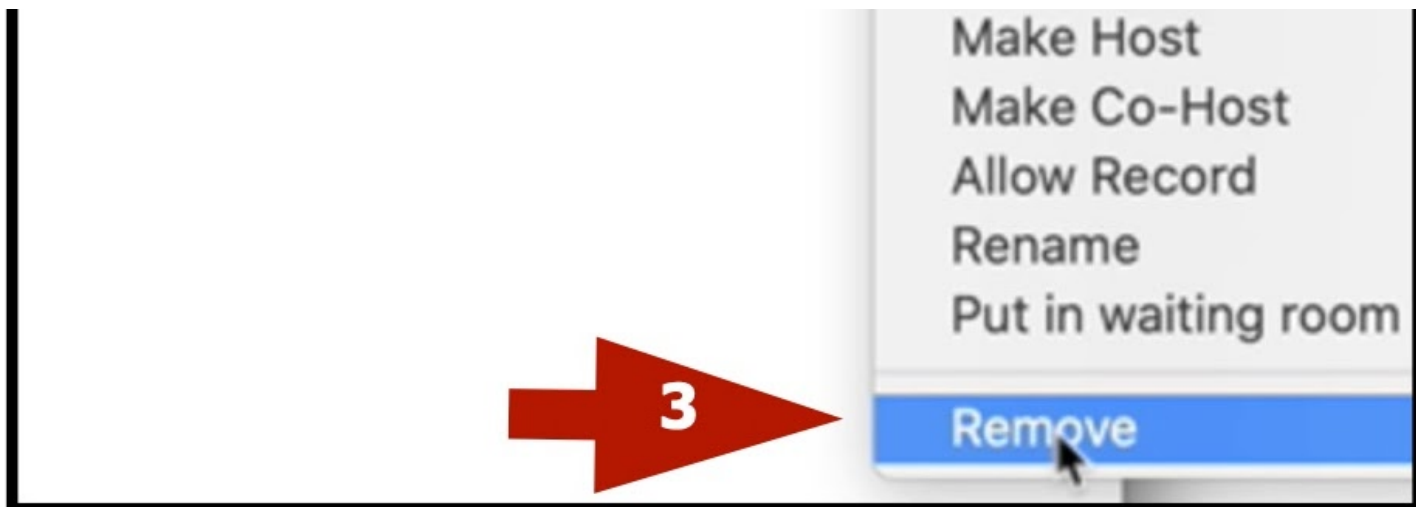 Make Host
Make Co-Host
Allow Record
Rename
Put in waiting room
3
Remove